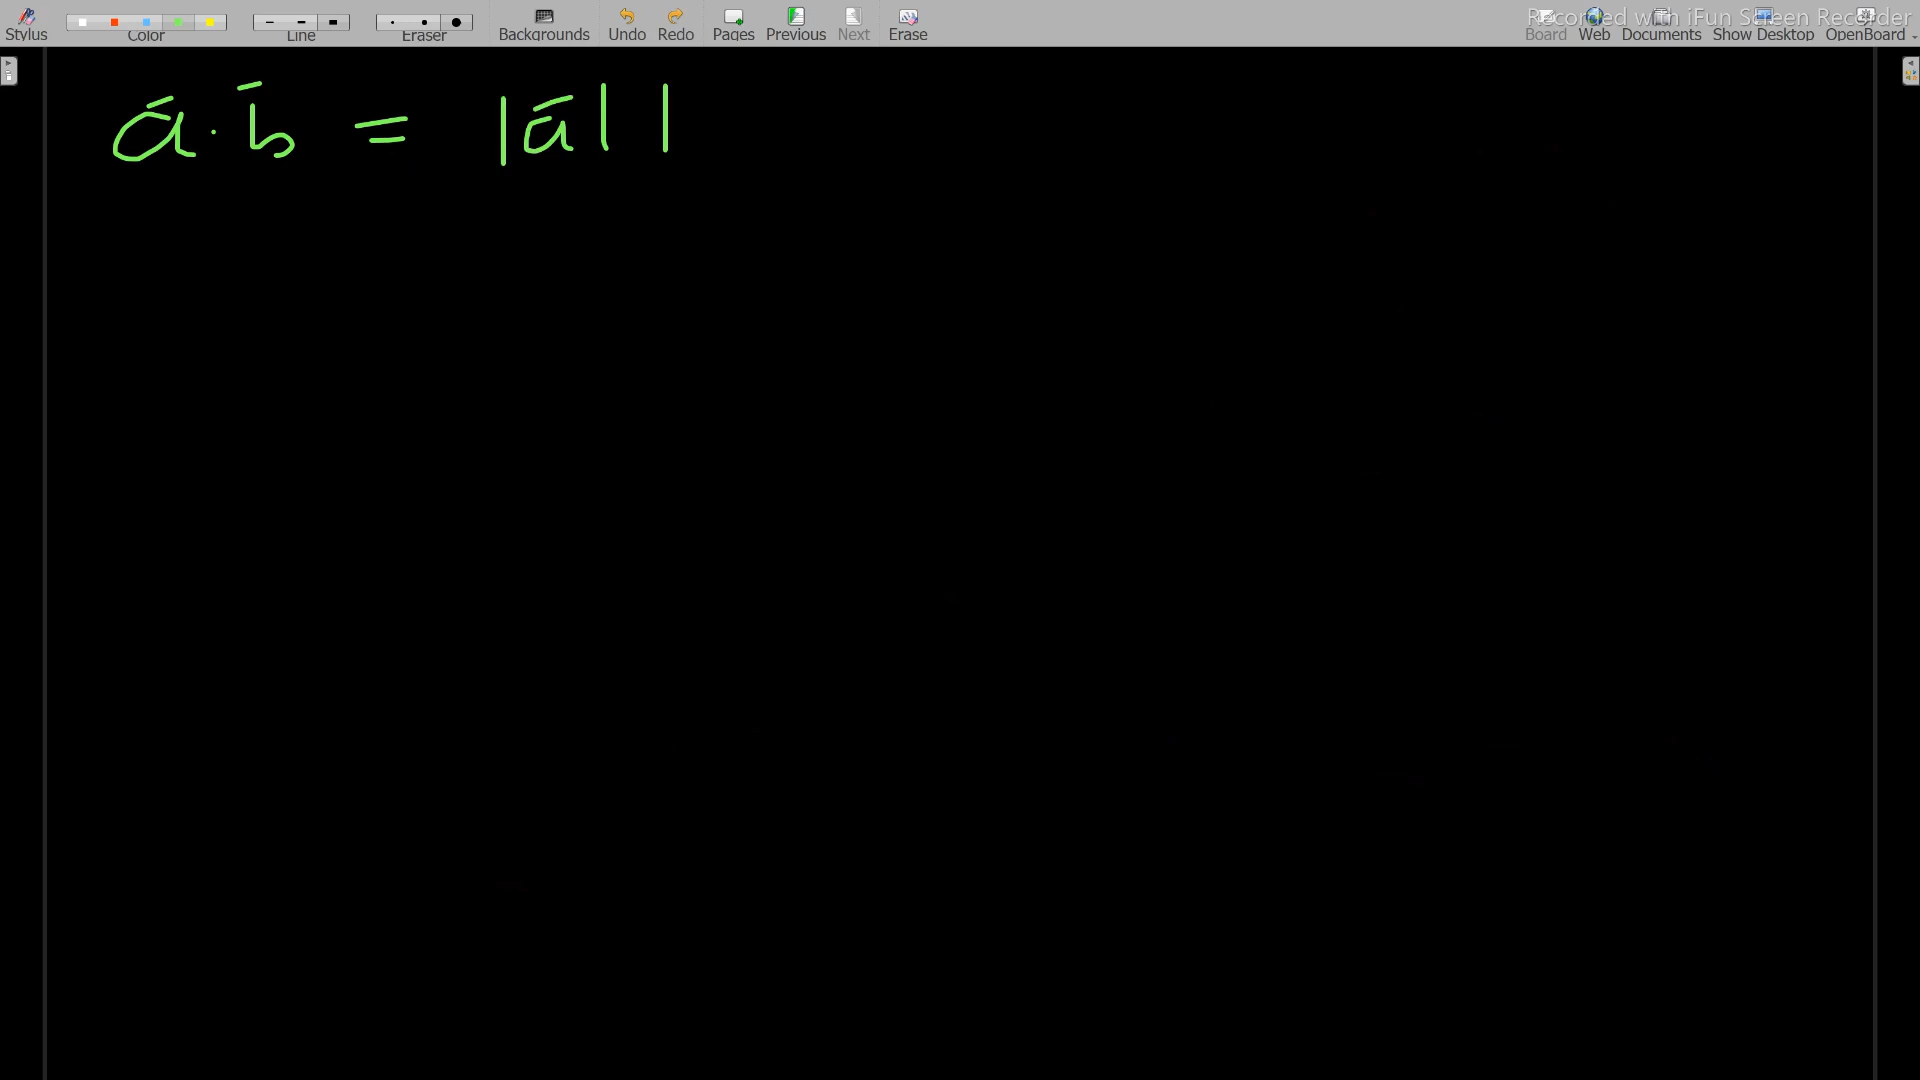 Recorded with iFun Screen Recorder
Stylus Color Line Eraser Backgrounds Undo Redo Pages Previous Next Erase Board Web Documents Show Desktop OpenBoard
ā · b̄ = |ā| |